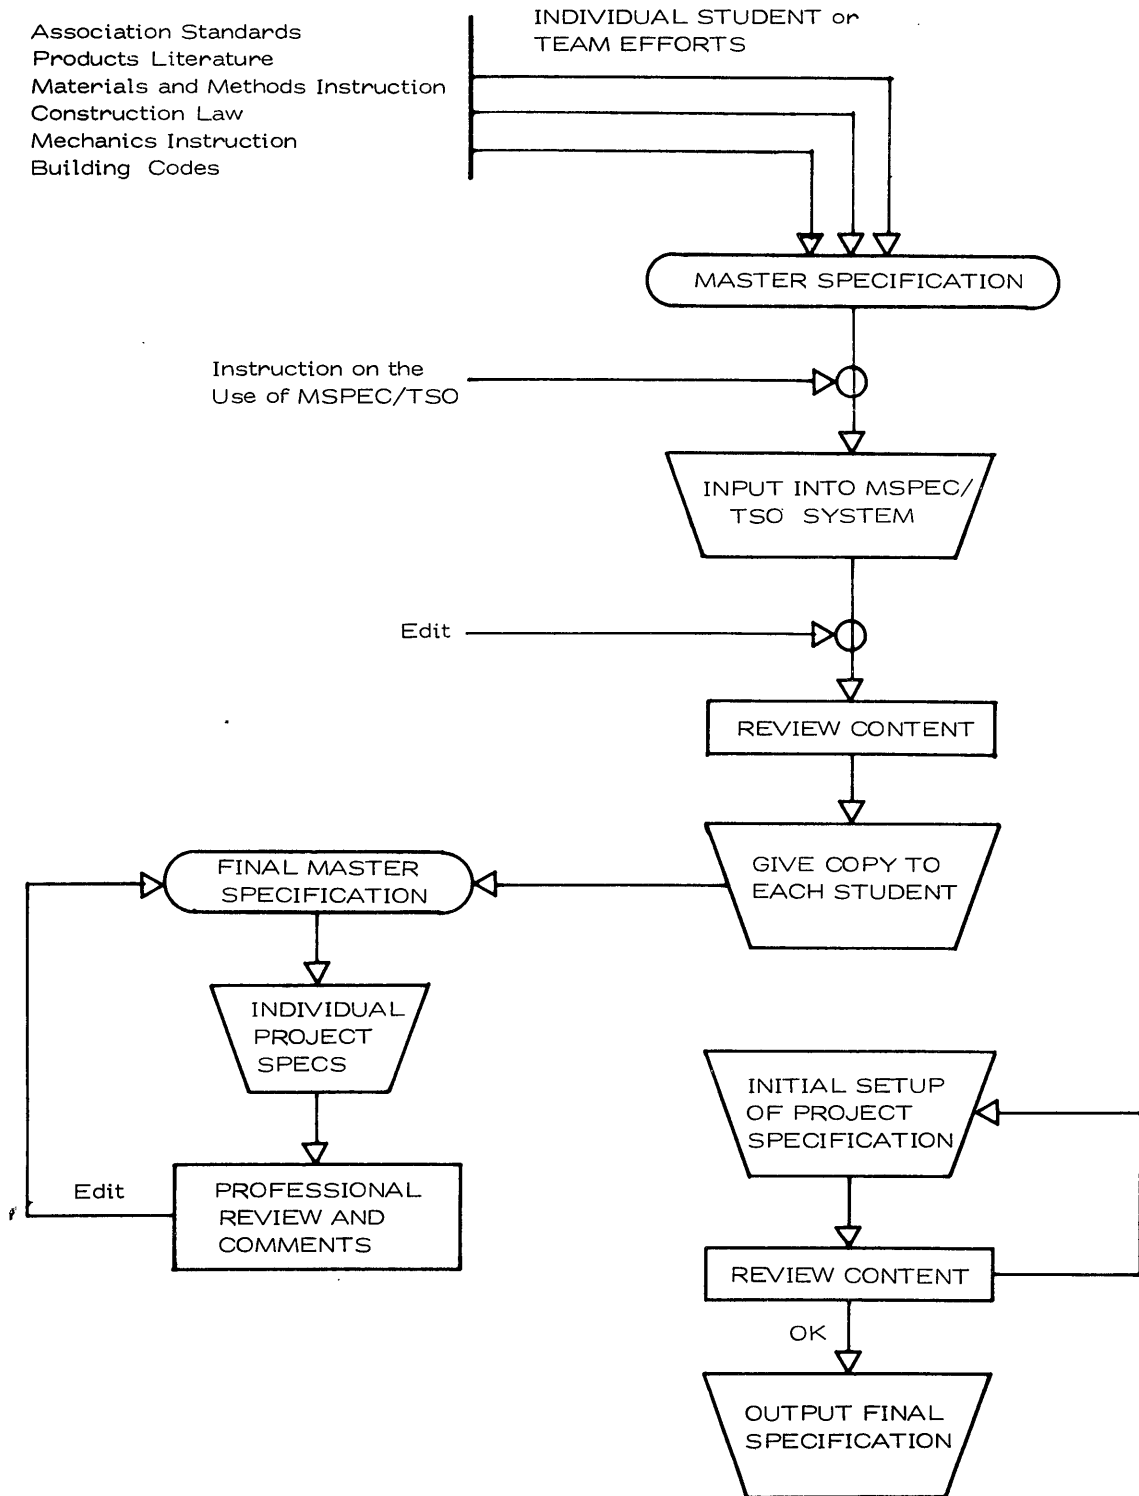 Association Standards
Products Literature
Materials and Methods Instruction
Construction Law
Mechanics Instruction
Building Codes
INDIVIDUAL STUDENT or
TEAM EFFORTS
MASTER SPECIFICATION
Instruction on the
Use of MSPEC/TSO
INPUT INTO MSPEC/
TSO SYSTEM
Edit
REVIEW CONTENT
GIVE COPY TO
EACH STUDENT
FINAL MASTER
SPECIFICATION
INDIVIDUAL
PROJECT
SPECS
Edit
PROFESSIONAL
REVIEW AND
COMMENTS
INITIAL SETUP
OF PROJECT
SPECIFICATION
REVIEW CONTENT
OK
OUTPUT FINAL
SPECIFICATION